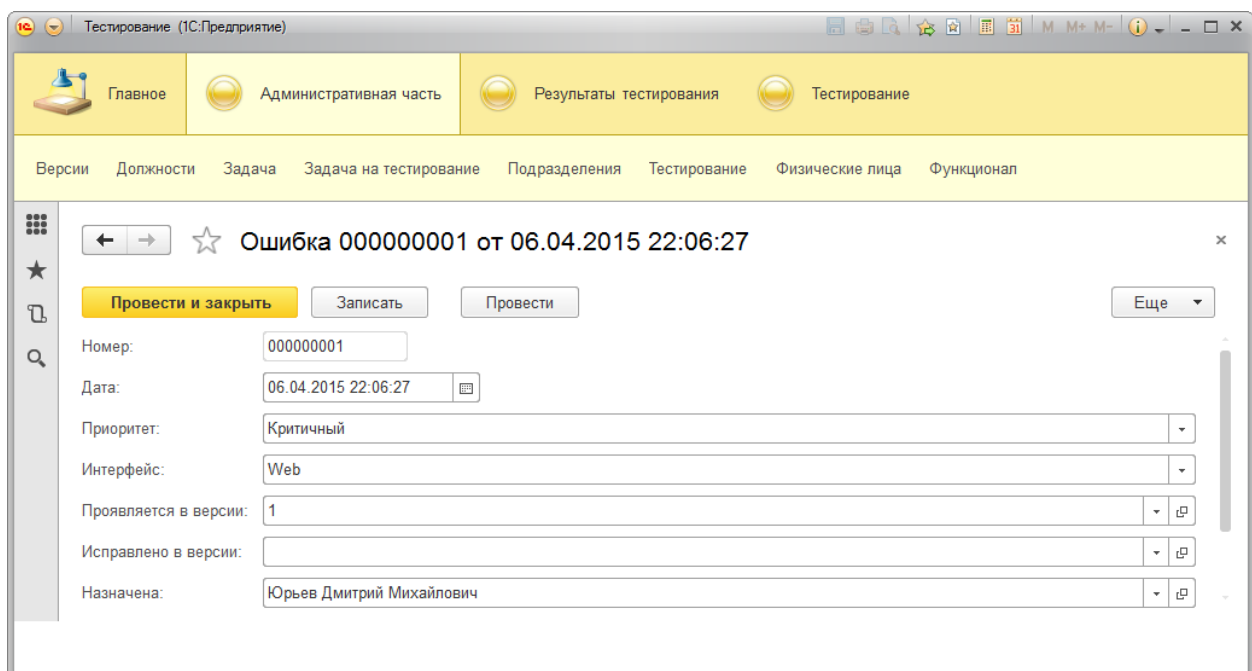 1С Тестирование (1С:Предприятие) 31 M M+ M-
Главное Административная часть Результаты тестирования Тестирование
Версии Должности Задача Задача на тестирование Подразделения Тестирование Физические лица Функционал
Ошибка 000000001 от 06.04.2015 22:06:27
Провести и закрыть Записать Провести Еще
Номер: 000000001
Дата: 06.04.2015 22:06:27
Приоритет: Критичный
Интерфейс: Web
Проявляется в версии: 1
Исправлено в версии:
Назначена: Юрьев Дмитрий Михайлович